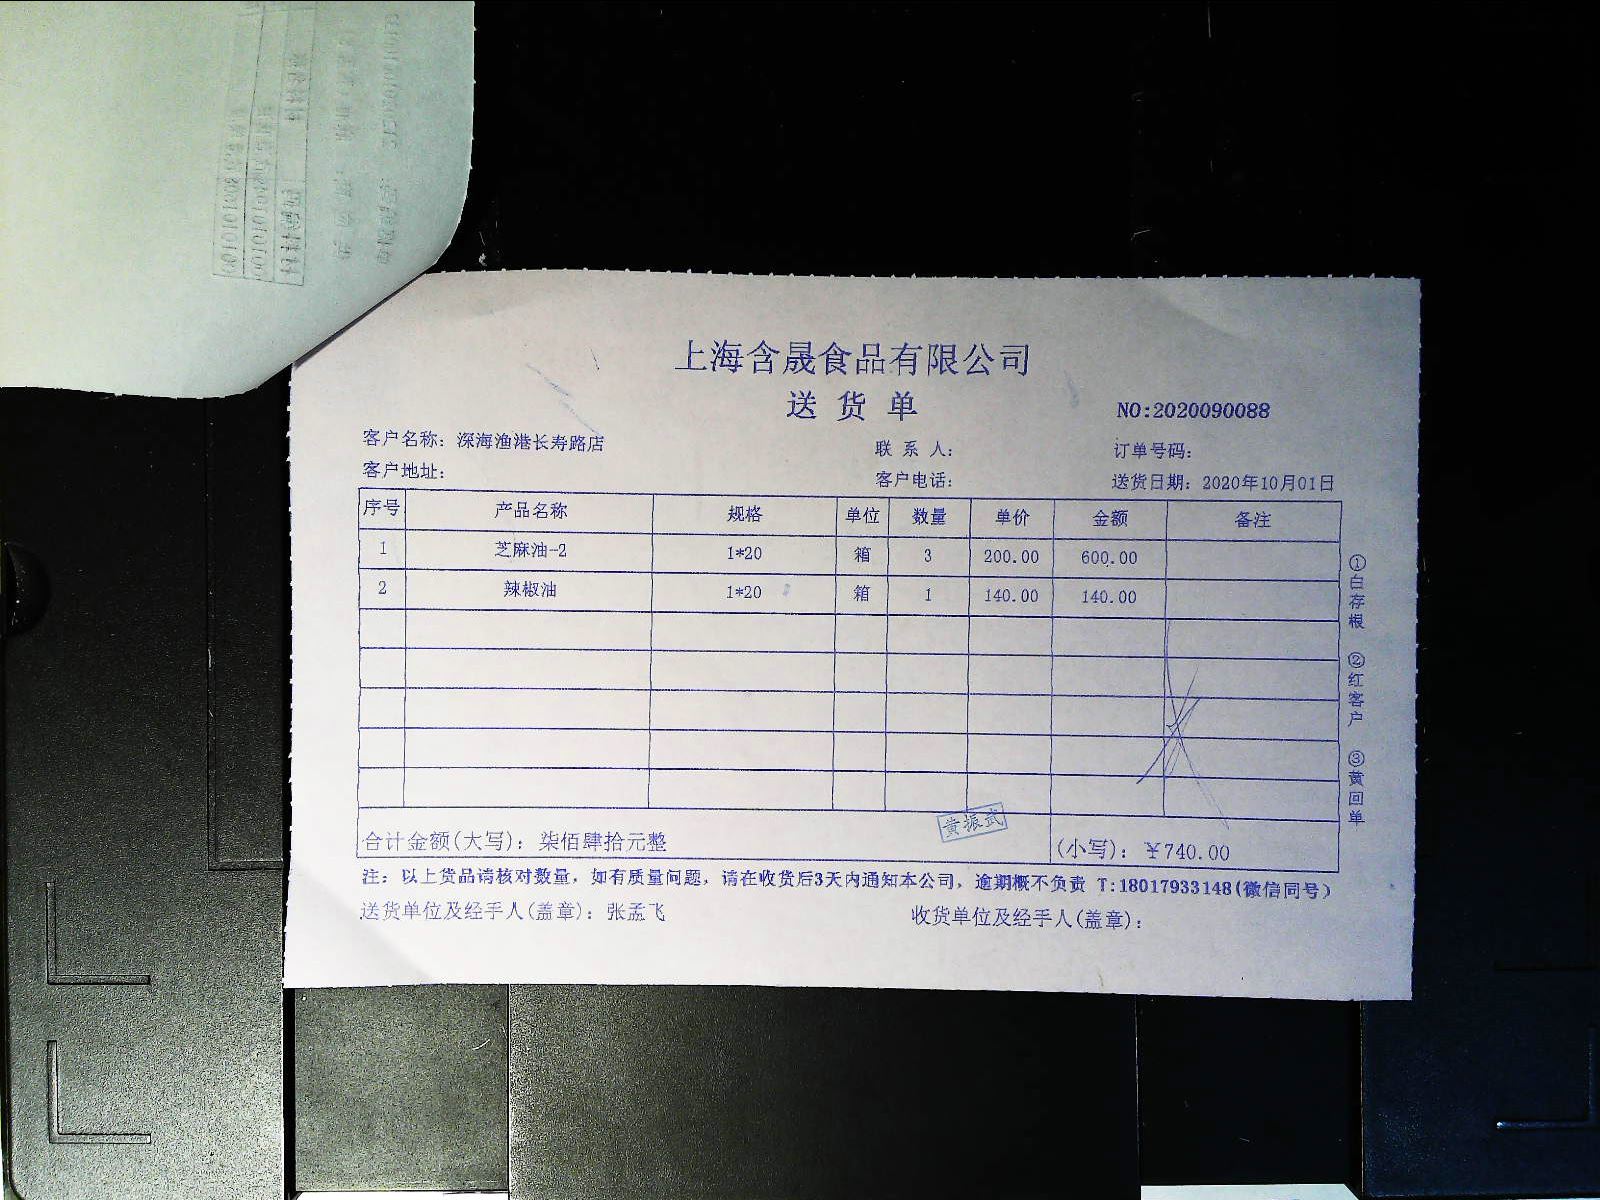 上海含晟食品有限公司
送货单
NO:2020090088
客户名称: 深海渔港长寿路店 联系人: 订单号码:
客户地址: 客户电话: 送货日期: 2020年10月01日
序号 产品名称 规格 单位 数量 单价 金额 备注
1 芝麻油-2 1*20 箱 3 200.00 600.00
2 辣椒油 1*20 箱 1 140.00 140.00
合计金额(大写): 柒佰肆拾元整 (小写): ¥740.00
黄振武
注: 以上货品请核对数量, 如有质量问题, 请在收货后3天内通知本公司, 逾期概不负责 T:18017933148(微信同号)
送货单位及经手人(盖章): 张孟飞 收货单位及经手人(盖章):
①白存根 ②红客户 ③黄回单